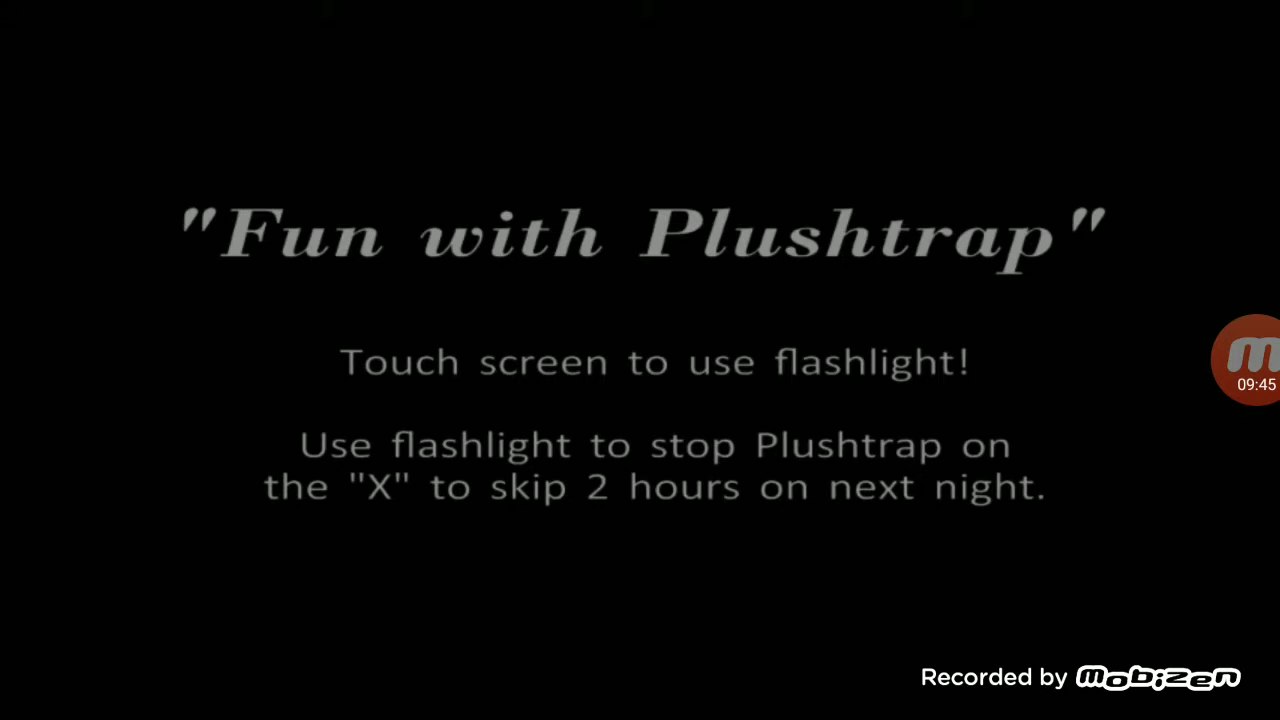 "Fun with Plushtrap"
Touch screen to use flashlight!
Use flashlight to stop Plushtrap on
the "X" to skip 2 hours on next night.
m
09:45
Recorded by mobizen